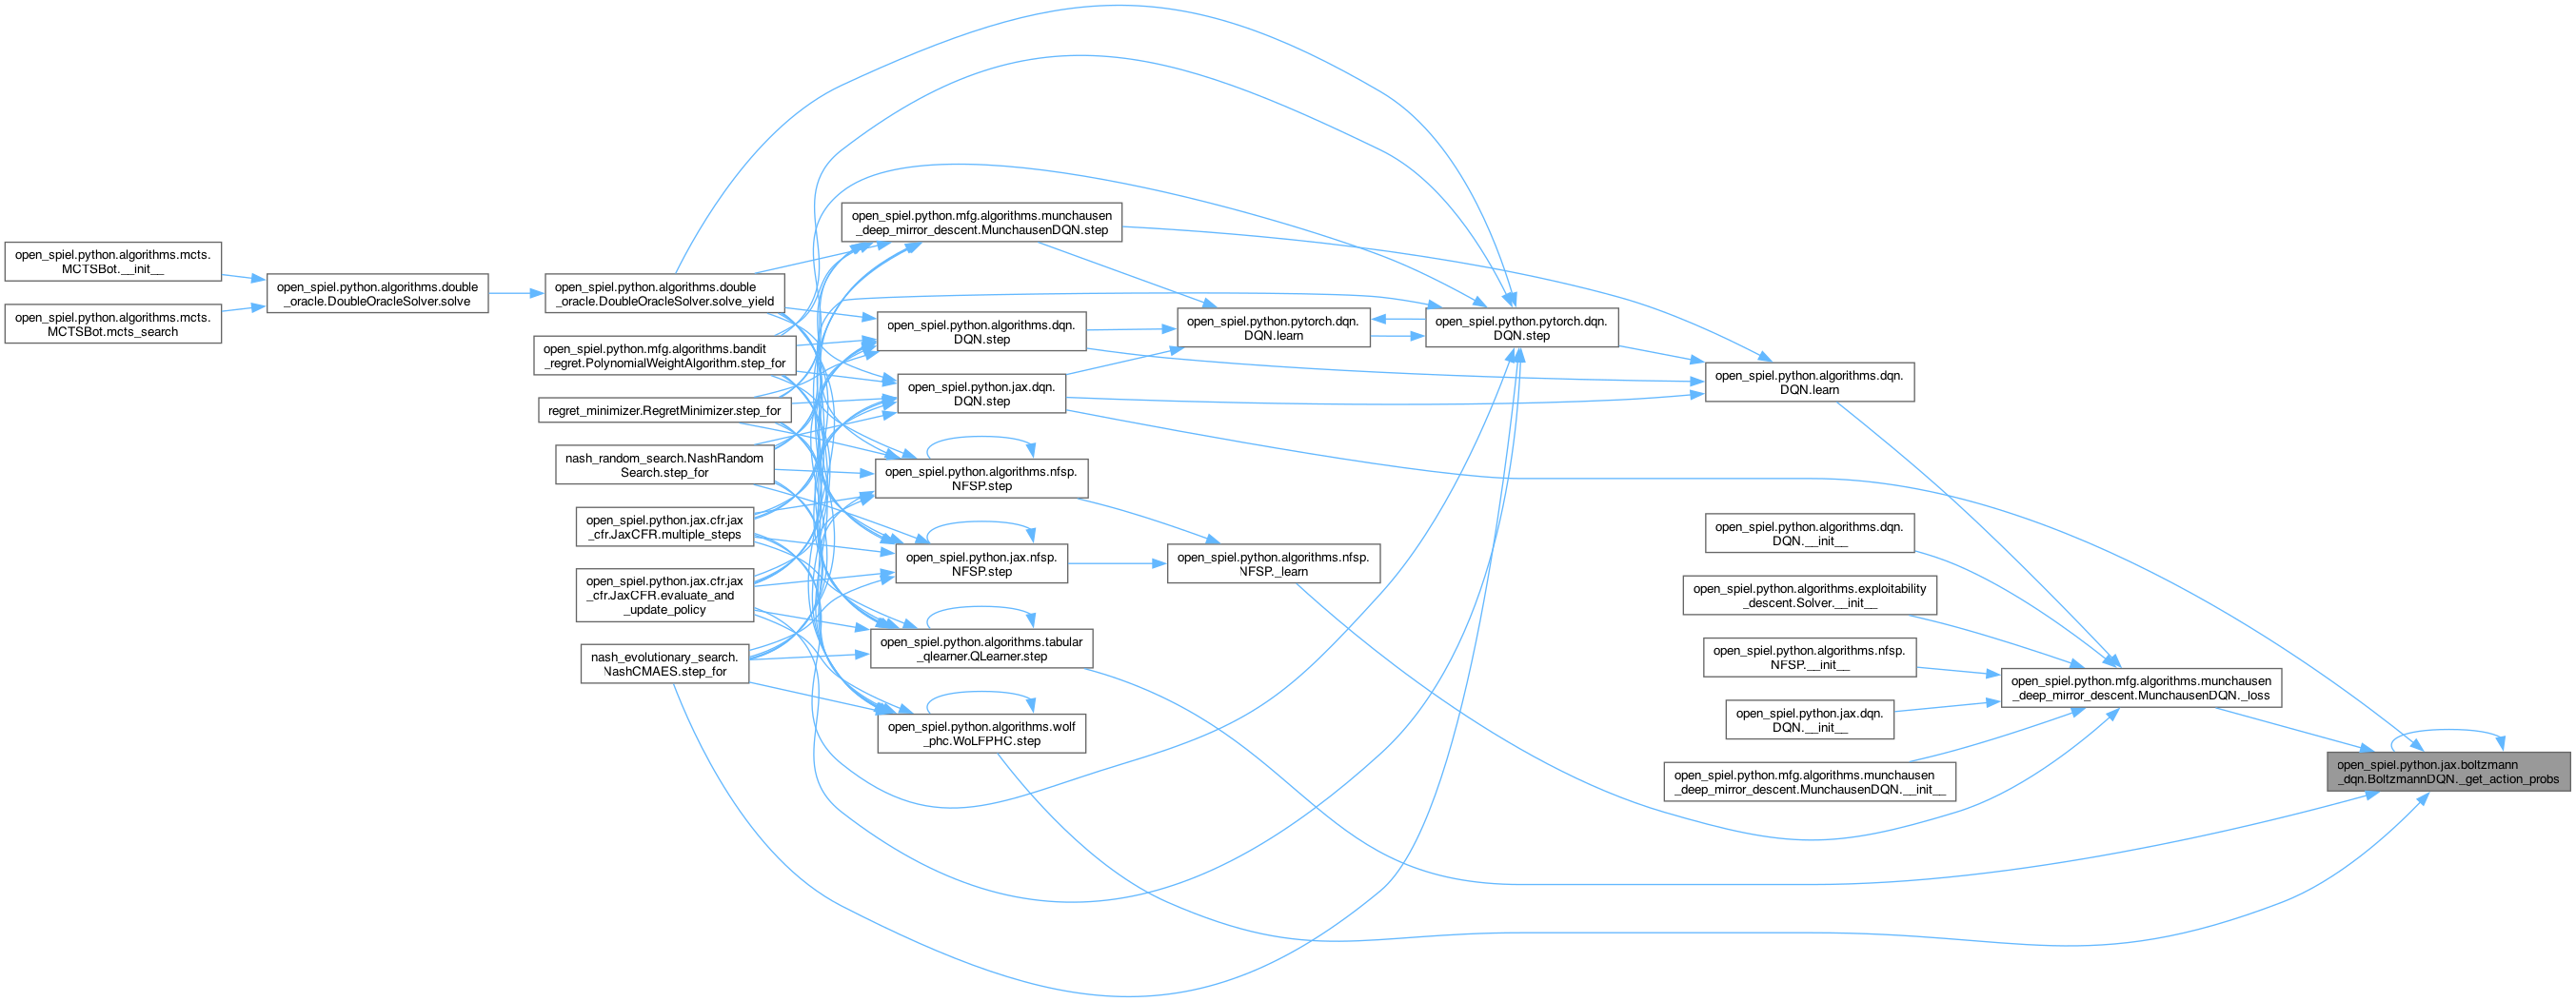 open_spiel.python.algorithms.mcts.
MCTSBot.__init__
open_spiel.python.algorithms.mcts.
MCTSBot.mcts_search
open_spiel.python.algorithms.double
_oracle.DoubleOracleSolver.solve
open_spiel.python.algorithms.double
_oracle.DoubleOracleSolver.solve_yield
open_spiel.python.mfg.algorithms.bandit
_regret.PolynomialWeightAlgorithm.step_for
regret_minimizer.RegretMinimizer.step_for
nash_random_search.NashRandom
Search.step_for
open_spiel.python.jax.cfr.jax
_cfr.JaxCFR.multiple_steps
open_spiel.python.jax.cfr.jax
_cfr.JaxCFR.evaluate_and
_update_policy
nash_evolutionary_search.
NashCMAES.step_for
open_spiel.python.mfg.algorithms.munchausen
_deep_mirror_descent.MunchausenDQN.step
open_spiel.python.algorithms.dqn.
DQN.step
open_spiel.python.jax.dqn.
DQN.step
open_spiel.python.algorithms.nfsp.
NFSP.step
open_spiel.python.jax.nfsp.
NFSP.step
open_spiel.python.algorithms.tabular
_qlearner.QLearner.step
open_spiel.python.algorithms.wolf
_phc.WoLFPHC.step
open_spiel.python.pytorch.dqn.
DQN.learn
open_spiel.python.algorithms.nfsp.
NFSP._learn
open_spiel.python.pytorch.dqn.
DQN.step
open_spiel.python.algorithms.dqn.
DQN.learn
open_spiel.python.algorithms.dqn.
DQN.__init__
open_spiel.python.algorithms.exploitability
_descent.Solver.__init__
open_spiel.python.algorithms.nfsp.
NFSP.__init__
open_spiel.python.jax.dqn.
DQN.__init__
open_spiel.python.mfg.algorithms.munchausen
_deep_mirror_descent.MunchausenDQN.__init__
open_spiel.python.mfg.algorithms.munchausen
_deep_mirror_descent.MunchausenDQN._loss
open_spiel.python.jax.boltzmann
_dqn.BoltzmannDQN._get_action_probs